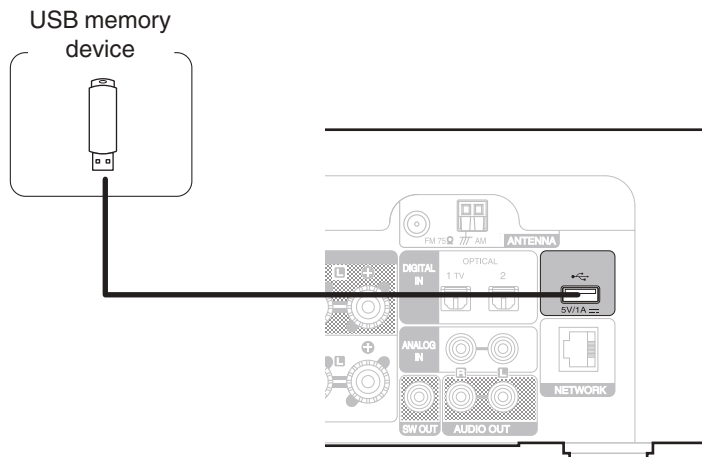 USB memory
device
FM 75Ω AM
ANTENNA
DIGITAL
IN
OPTICAL
1 TV 2
5V/1A
L +
ANALOG
IN
+
L
R L
NETWORK
SW OUT
AUDIO OUT